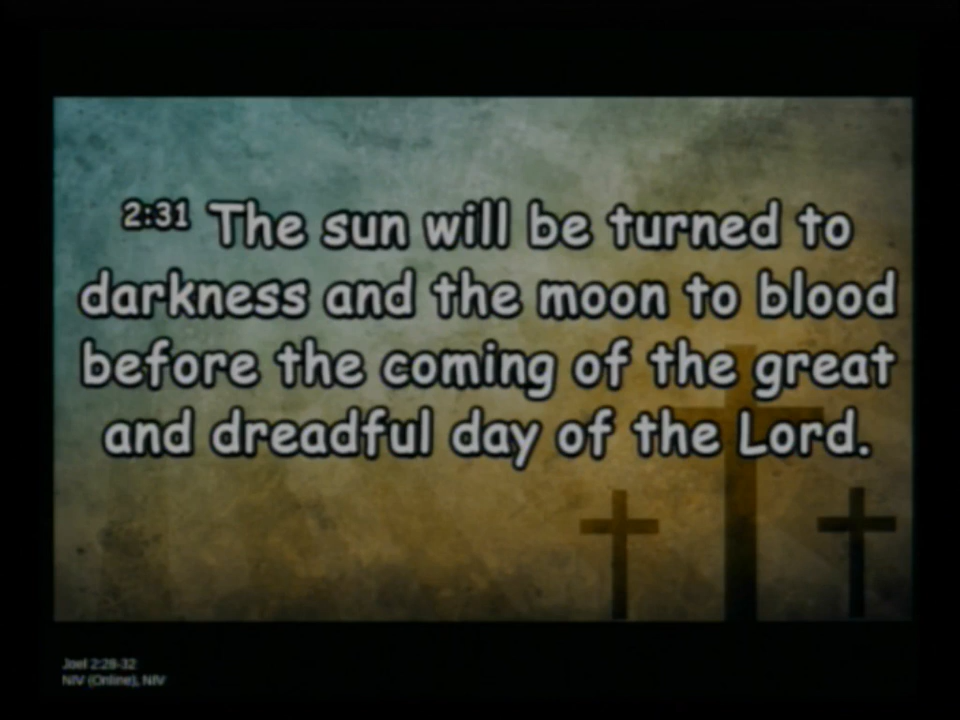 2:31 The sun will be turned to
darkness and the moon to blood
before the coming of the great
and dreadful day of the Lord.
Joel 2:28-32
NIV (Online), NIV